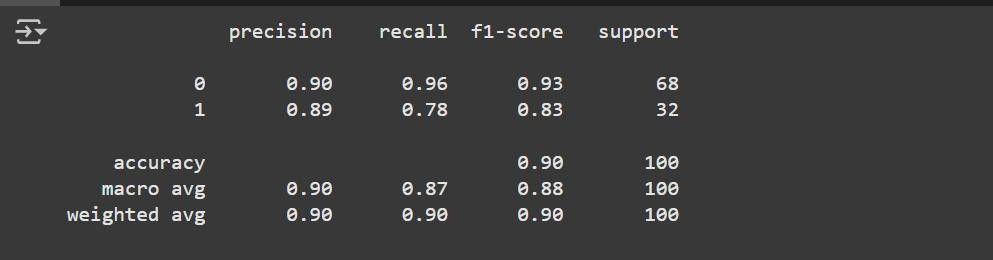 precision recall f1-score support
0 0.90 0.96 0.93 68
1 0.89 0.78 0.83 32
accuracy 0.90 100
macro avg 0.90 0.87 0.88 100
weighted avg 0.90 0.90 0.90 100